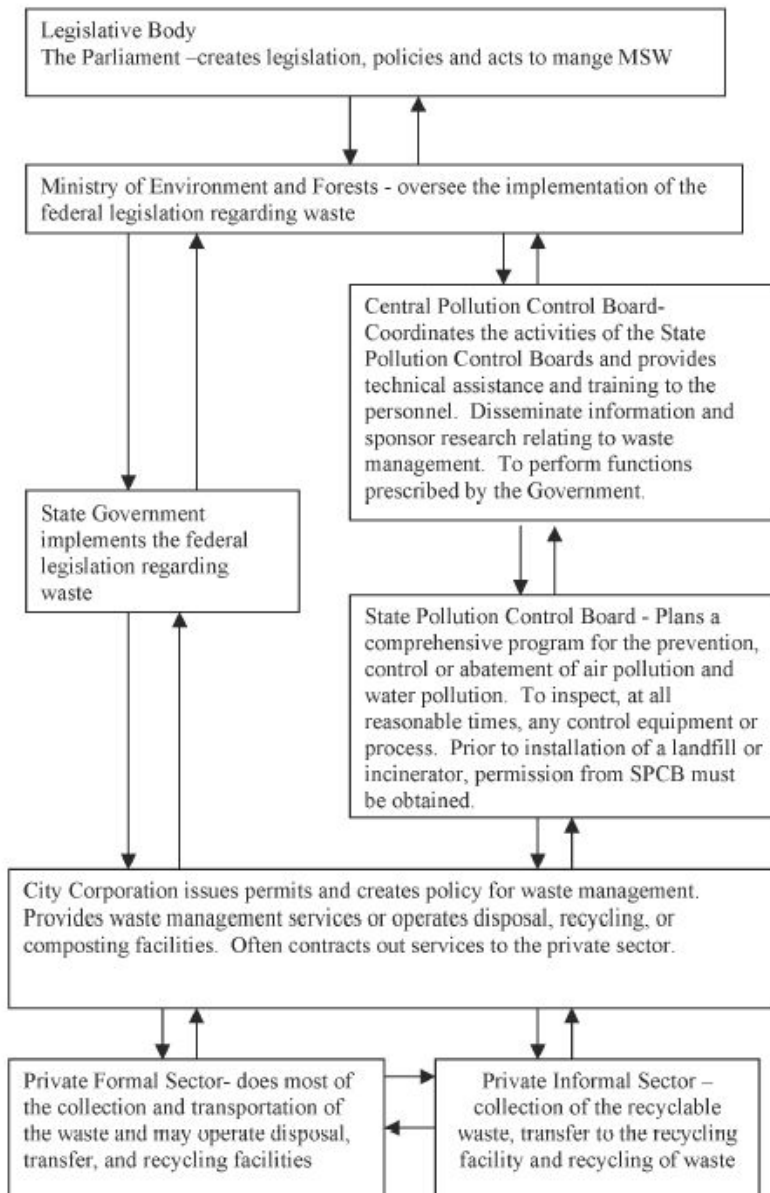 Legislative Body
The Parliament –creates legislation, policies and acts to mange MSW
Ministry of Environment and Forests - oversee the implementation of the
federal legislation regarding waste
Central Pollution Control Board-
Coordinates the activities of the State
Pollution Control Boards and provides
technical assistance and training to the
personnel. Disseminate information and
sponsor research relating to waste
management. To perform functions
prescribed by the Government.
State Government
implements the federal
legislation regarding
waste
State Pollution Control Board - Plans a
comprehensive program for the prevention,
control or abatement of air pollution and
water pollution. To inspect, at all
reasonable times, any control equipment or
process. Prior to installation of a landfill or
incinerator, permission from SPCB must
be obtained.
City Corporation issues permits and creates policy for waste management.
Provides waste management services or operates disposal, recycling, or
composting facilities. Often contracts out services to the private sector.
Private Formal Sector- does most of
the collection and transportation of
the waste and may operate disposal,
transfer, and recycling facilities
Private Informal Sector –
collection of the recyclable
waste, transfer to the recycling
facility and recycling of waste